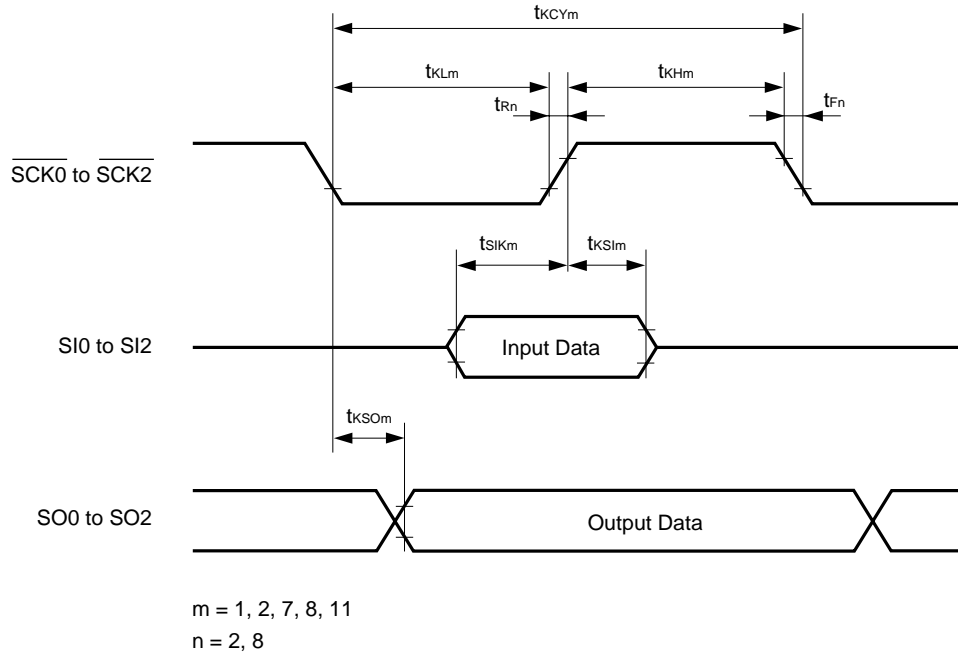 tKCYm
tKLm
tKHm
tRn
tFn
SCK0 to SCK2
tSIKm
tKSIm
SI0 to SI2
Input Data
tKSOm
SO0 to SO2
Output Data
m = 1, 2, 7, 8, 11
n = 2, 8